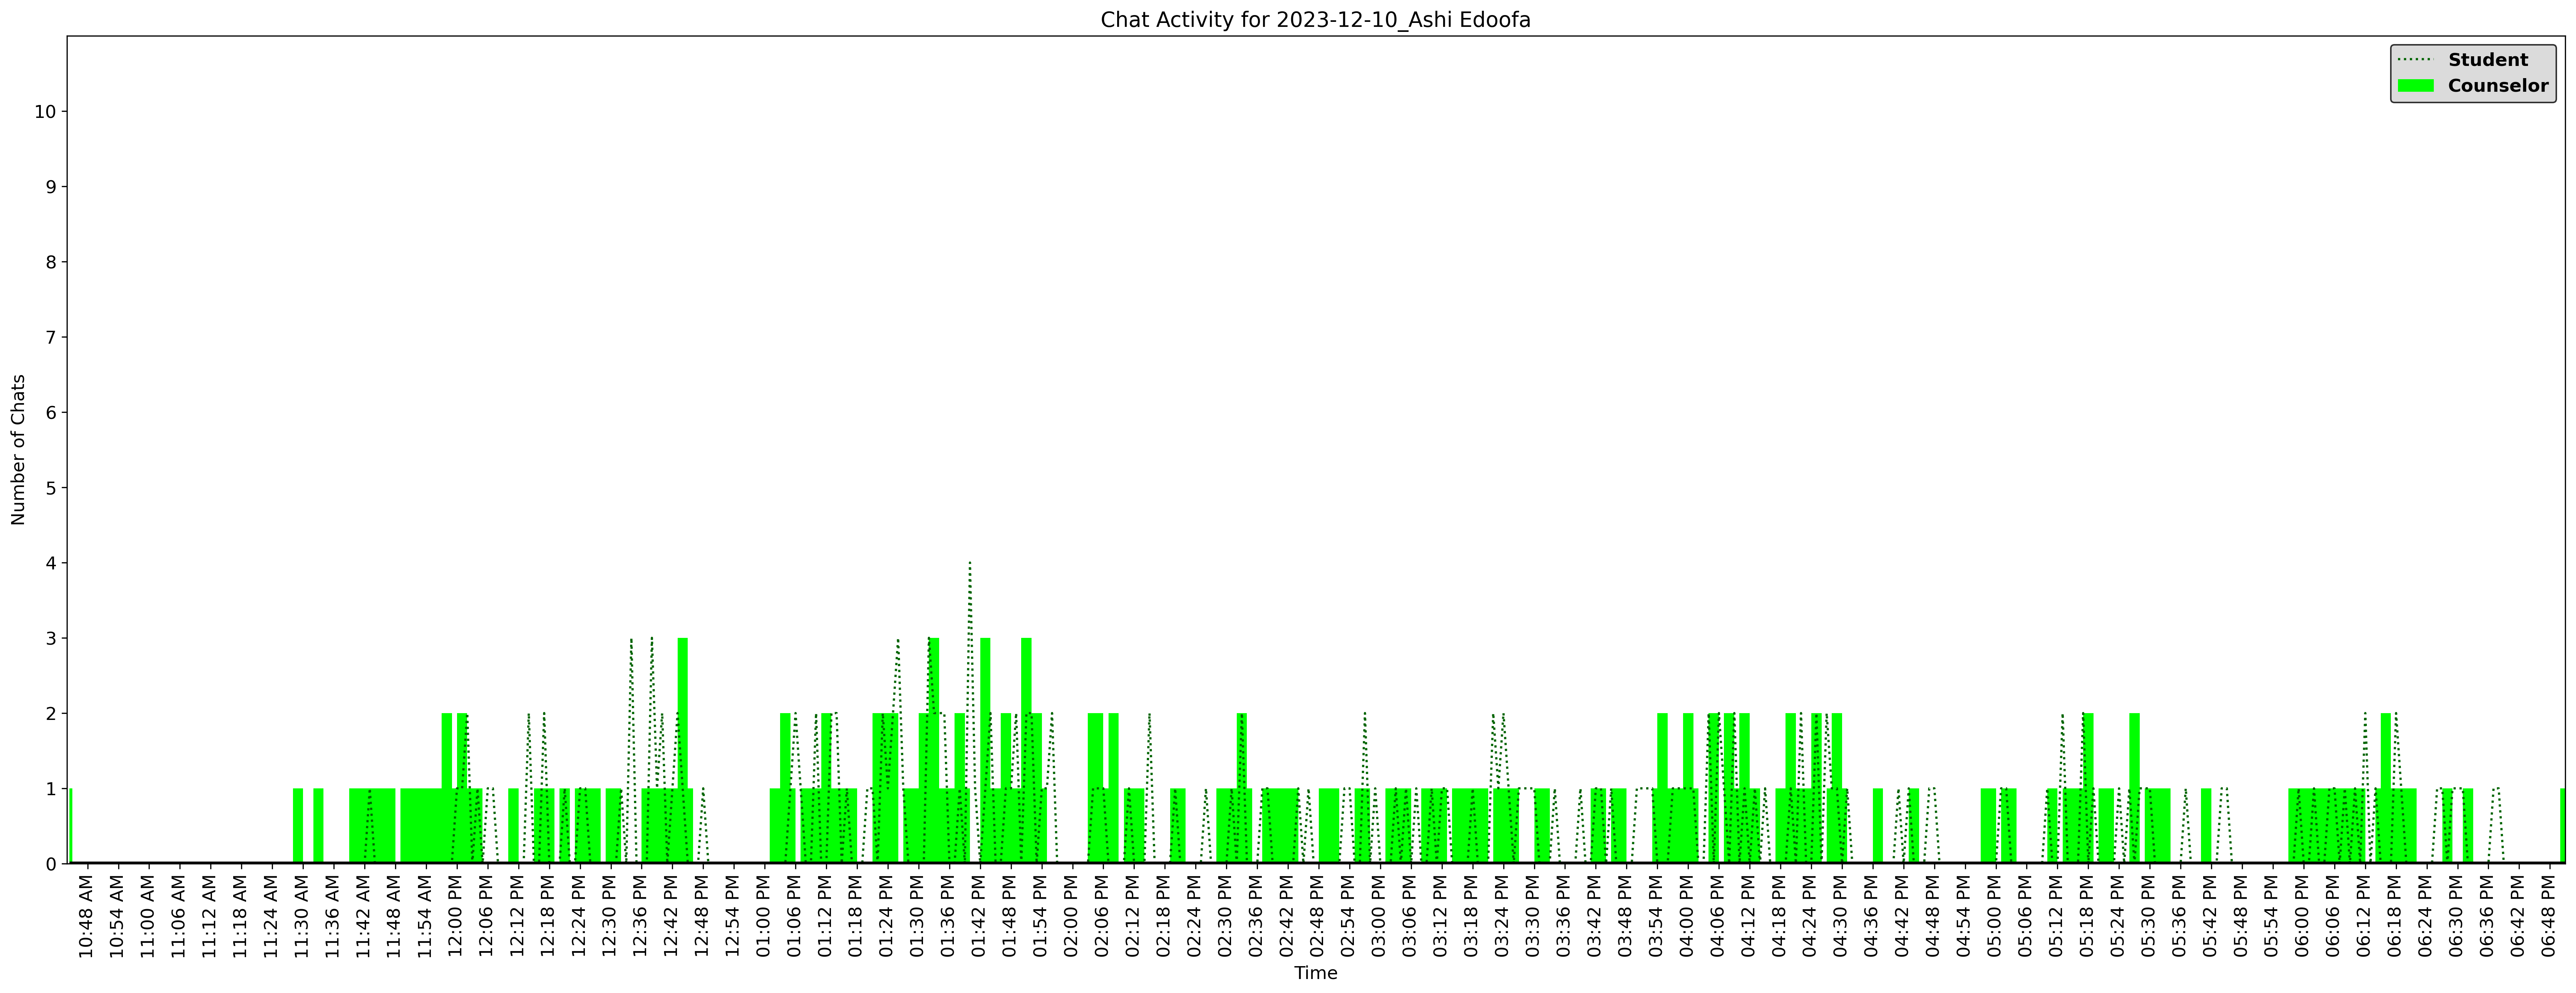 Chat Activity for 2023-12-10_Ashi Edoofa
Student
Counselor
10
9
8
7
6
5
4
3
2
1
0
Number of Chats
10:48 AM
10:54 AM
11:00 AM
11:06 AM
11:12 AM
11:18 AM
11:24 AM
11:30 AM
11:36 AM
11:42 AM
11:48 AM
11:54 AM
12:00 PM
12:06 PM
12:12 PM
12:18 PM
12:24 PM
12:30 PM
12:36 PM
12:42 PM
12:48 PM
12:54 PM
01:00 PM
01:06 PM
01:12 PM
01:18 PM
01:24 PM
01:30 PM
01:36 PM
01:42 PM
01:48 PM
01:54 PM
02:00 PM
02:06 PM
02:12 PM
02:18 PM
02:24 PM
02:30 PM
02:36 PM
02:42 PM
02:48 PM
02:54 PM
03:00 PM
03:06 PM
03:12 PM
03:18 PM
03:24 PM
03:30 PM
03:36 PM
03:42 PM
03:48 PM
03:54 PM
04:00 PM
04:06 PM
04:12 PM
04:18 PM
04:24 PM
04:30 PM
04:36 PM
04:42 PM
04:48 PM
04:54 PM
05:00 PM
05:06 PM
05:12 PM
05:18 PM
05:24 PM
05:30 PM
05:36 PM
05:42 PM
05:48 PM
05:54 PM
06:00 PM
06:06 PM
06:12 PM
06:18 PM
06:24 PM
06:30 PM
06:36 PM
06:42 PM
06:48 PM
Time